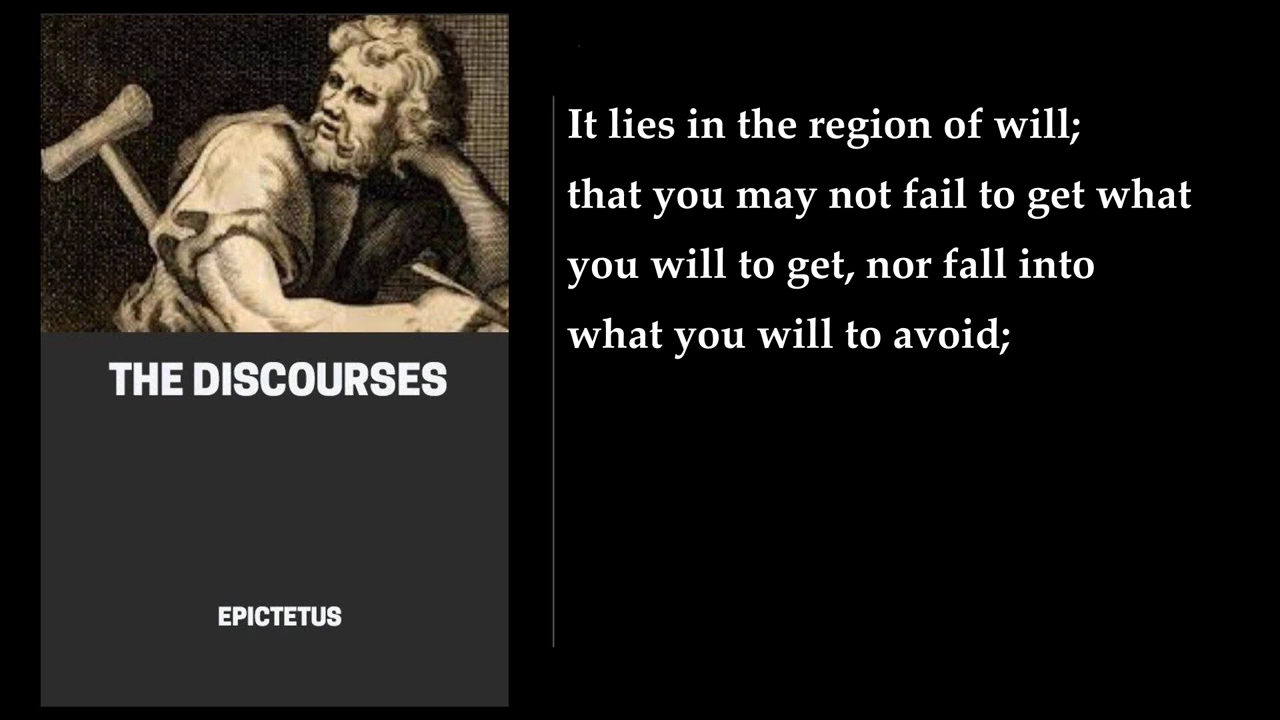 THE DISCOURSES
EPICTETUS
It lies in the region of will;
that you may not fail to get what
you will to get, nor fall into
what you will to avoid;